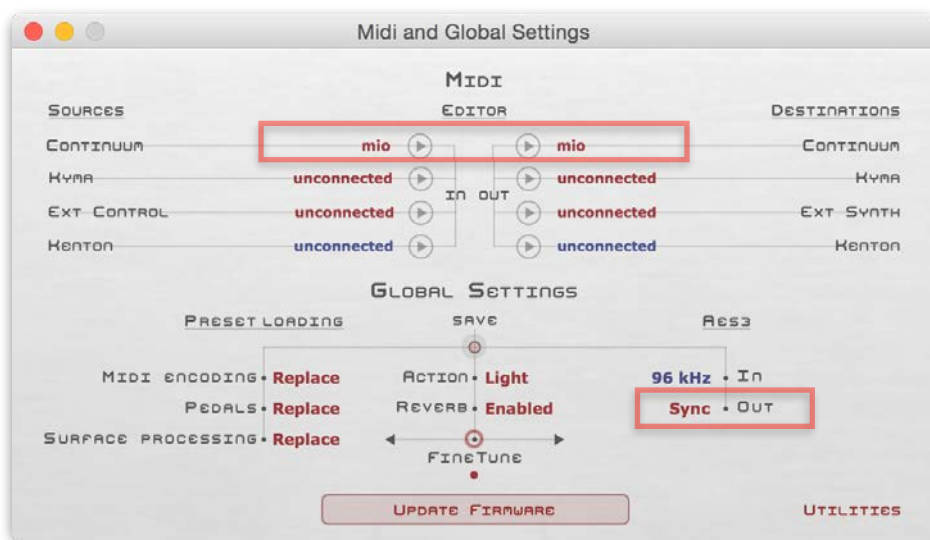 Midi and Global Settings
Midi
Sources Editor Destinations
Continuum mio mio Continuum
Kyma unconnected unconnected Kyma
In Out
Ext Control unconnected unconnected Ext Synth
Kenton unconnected unconnected Kenton
Global Settings
Preset loading save Aes3
Midi encoding Replace Action Light 96 kHz In
Pedals Replace Reverb Enabled Sync Out
Surface processing Replace
FineTune
Update Firmware Utilities